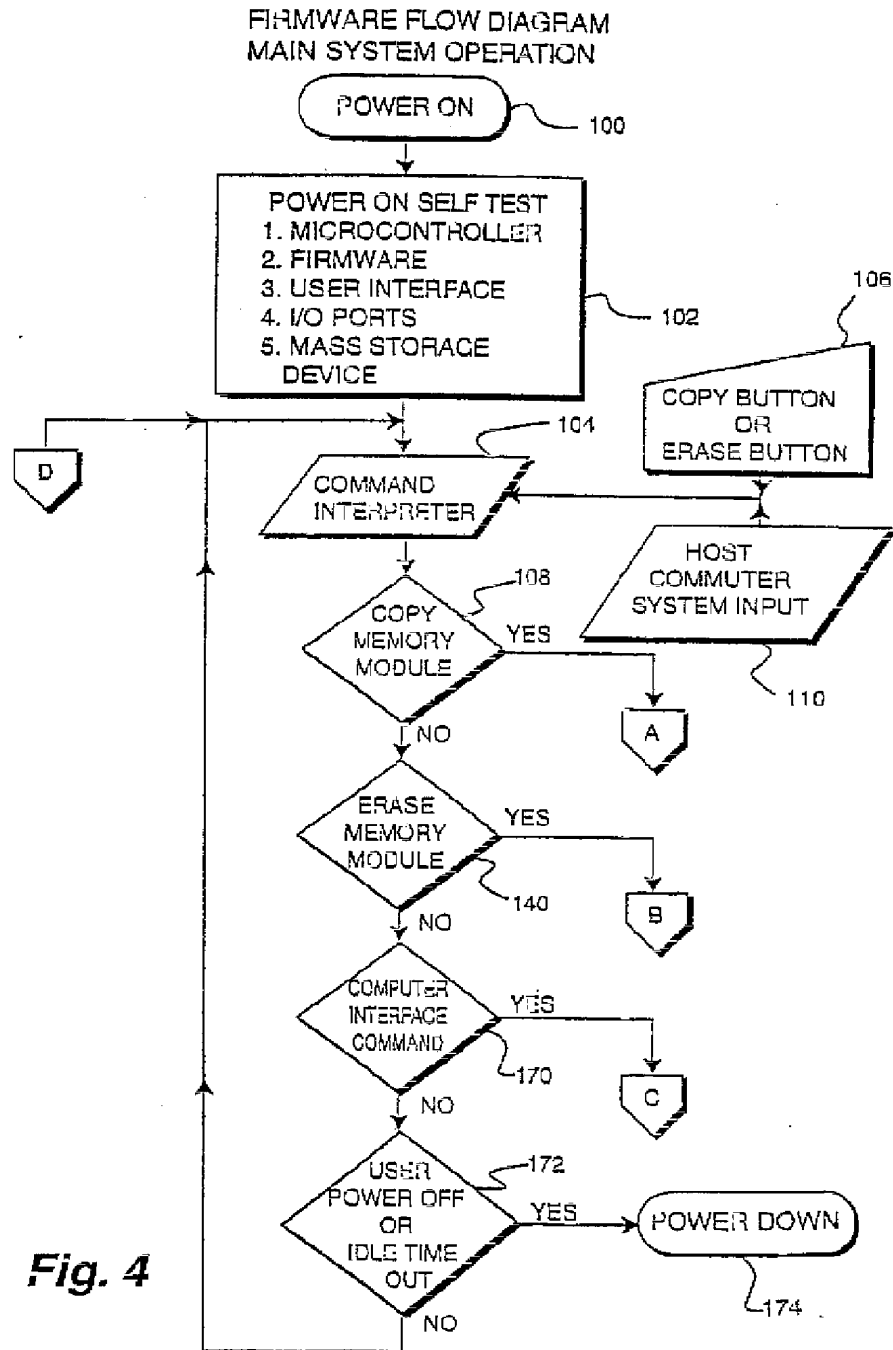 FIRMWARE FLOW DIAGRAM
MAIN SYSTEM OPERATION
POWER ON
100
POWER ON SELF TEST
1. MICROCONTROLLER
2. FIRMWARE
3. USER INTERFACE
4. I/O PORTS
5. MASS STORAGE
DEVICE
102
106
COPY BUTTON
OR
ERASE BUTTON
D
104
COMMAND
INTERPRETER
HOST
COMMUTER
SYSTEM INPUT
110
108
COPY
MEMORY
MODULE
YES
A
NO
ERASE
MEMORY
MODULE
YES
140
B
NO
COMPUTER
INTERFACE
COMMAND
YES
170
C
NO
172
USER
POWER OFF
OR
IDLE TIME
OUT
YES
POWER DOWN
174
NO
Fig. 4